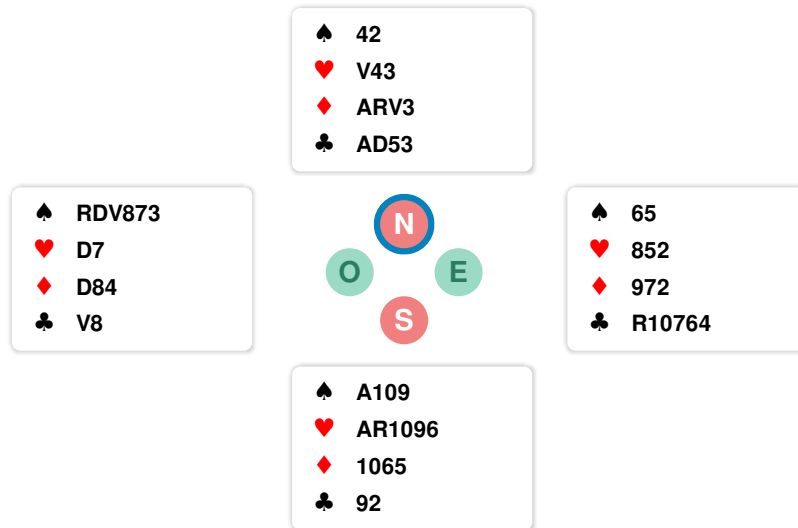 ♠ 42
♥ V43
♦ ARV3
♣ AD53
♠ RDV873
♥ D7
♦ D84
♣ V8
N
O E
S
♠ 65
♥ 852
♦ 972
♣ R10764
♠ A109
♥ AR1096
♦ 1065
♣ 92